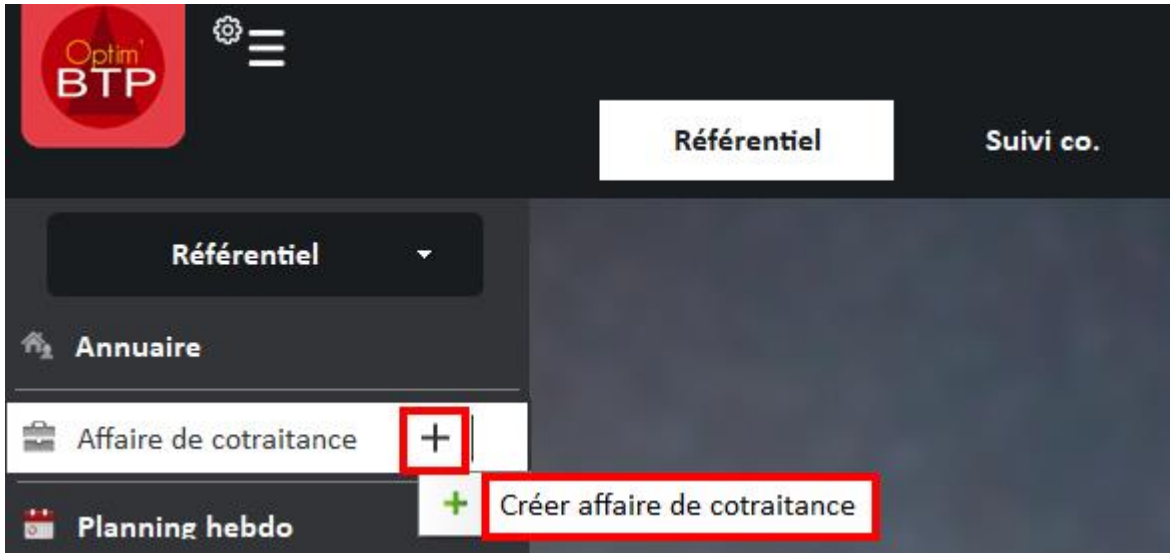 Optim'
BTP
Référentiel
Suivi co.
Référentiel
Annuaire
Affaire de cotraitance
Créer affaire de cotraitance
Planning hebdo